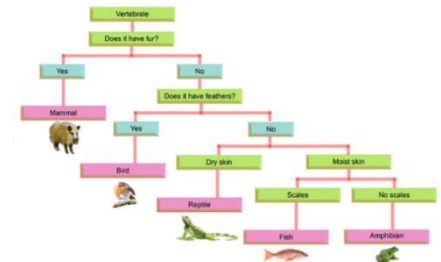 Vertebrate
Does it have fur?
Yes
No
Does it have feathers?
Mammal
Yes
No
Bird
Dry skin
Moist skin
Reptile
Scales
No scales
Fish
Amphibian